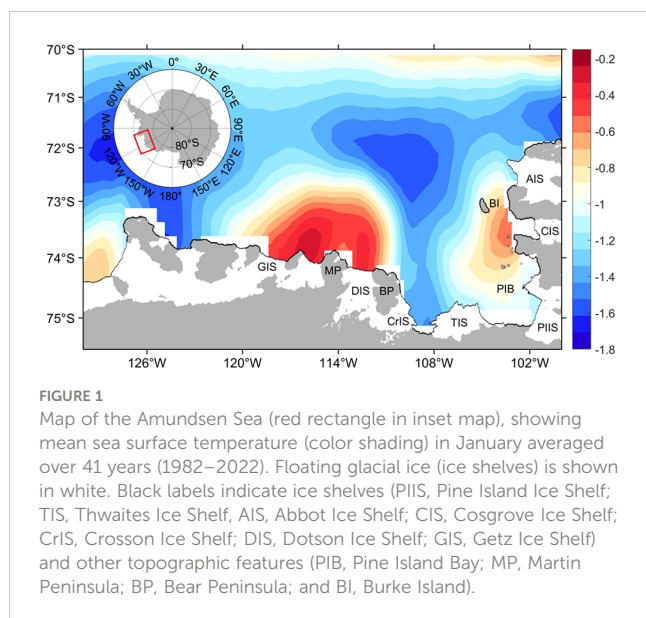 70°S
71°S
72°S
73°S
74°S
75°S
126°W
120°W
114°W
108°W
102°W
0°
30°E
60°E
90°E
120°E
150°E
180°
150°W
120°W
90°W
60°W
30°W
80°S
70°S
AIS
BI
CIS
GIS
MP
DIS
BP
PIB
CrIS
TIS
PIIS
-0.2
-0.4
-0.6
-0.8
-1
-1.2
-1.4
-1.6
-1.8
FIGURE 1
Map of the Amundsen Sea (red rectangle in inset map), showing
mean sea surface temperature (color shading) in January averaged
over 41 years (1982–2022). Floating glacial ice (ice shelves) is shown
in white. Black labels indicate ice shelves (PIIS, Pine Island Ice Shelf;
TIS, Thwaites Ice Shelf, AIS, Abbot Ice Shelf; CIS, Cosgrove Ice Shelf;
CrIS, Crosson Ice Shelf; DIS, Dotson Ice Shelf; GIS, Getz Ice Shelf)
and other topographic features (PIB, Pine Island Bay; MP, Martin
Peninsula; BP, Bear Peninsula; and BI, Burke Island).